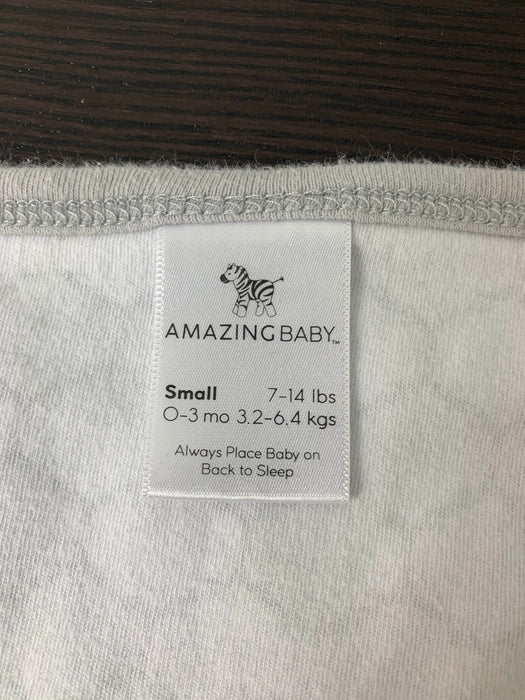 AMAZINGBABY™
Small 7-14 lbs
0-3 mo 3.2-6.4 kgs
Always Place Baby on
Back to Sleep